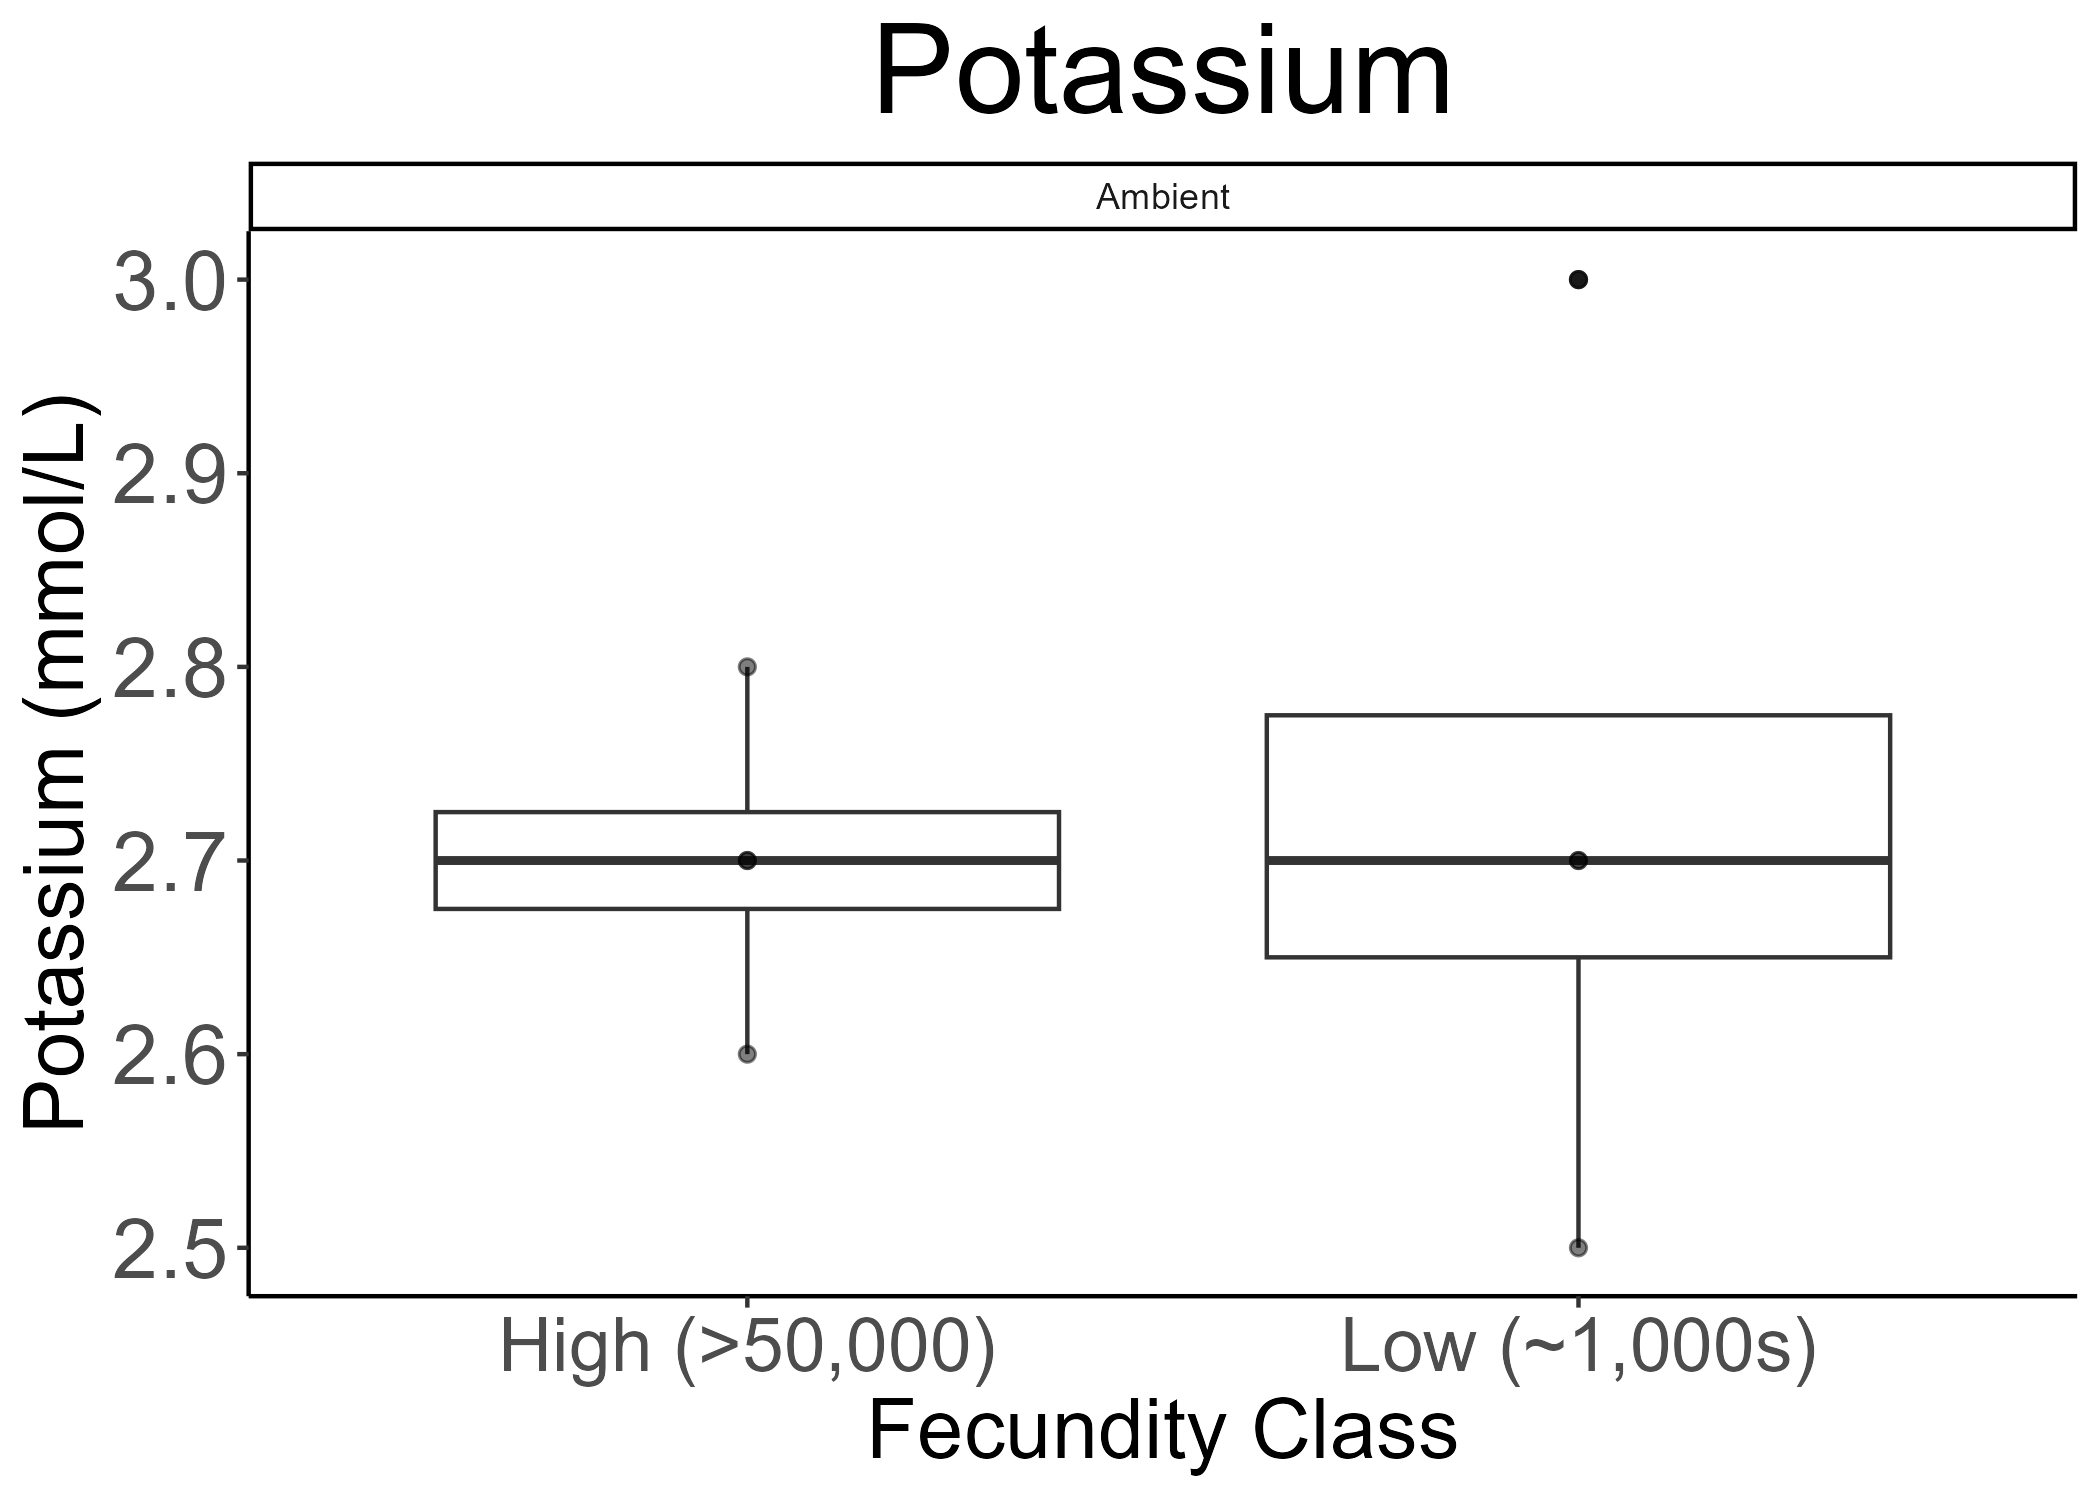 Potassium
Ambient
Potassium (mmol/L)
3.0
2.9
2.8
2.7
2.6
2.5
High (>50,000)
Low (~1,000s)
Fecundity Class